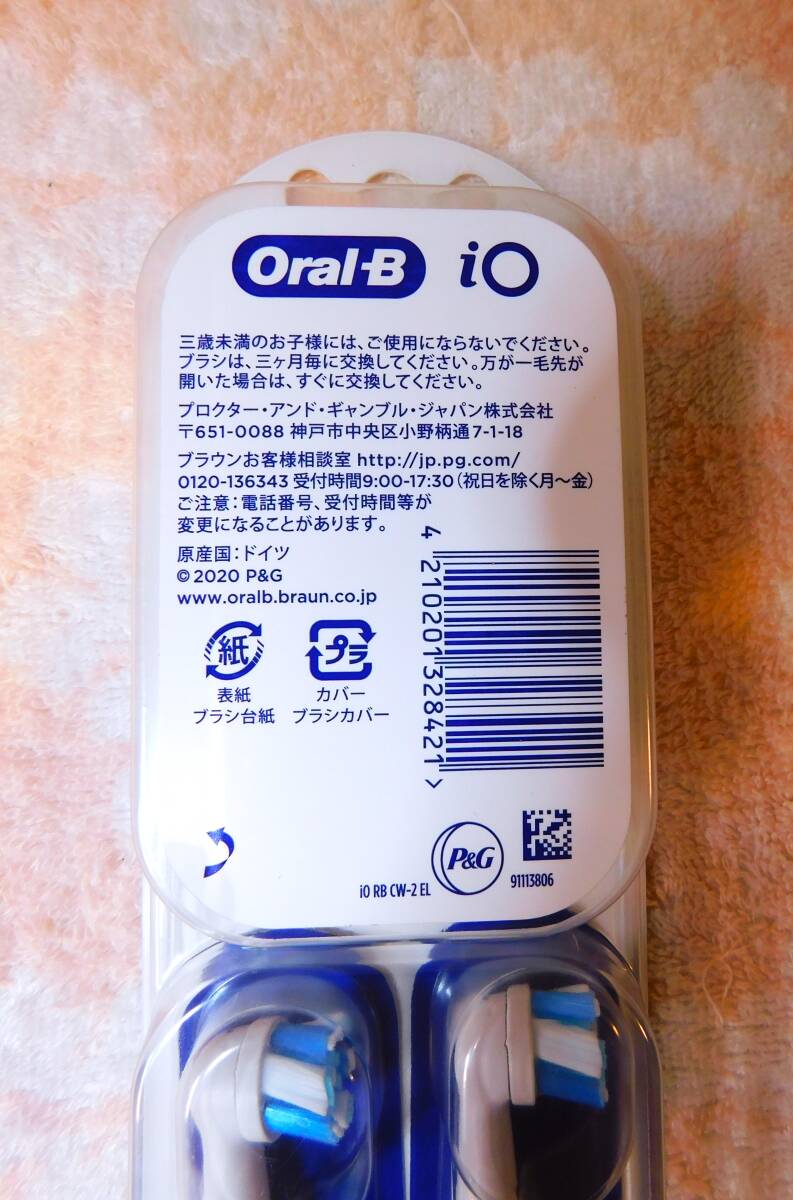 Oral-B iO
三歳未満のお子様には、ご使用にならないでください。
ブラシは、三ヶ月毎に交換してください。万が一毛先が
開いた場合は、すぐに交換してください。
プロクター・アンド・ギャンブル・ジャパン株式会社
〒651-0088 神戸市中央区小野柄通7-1-18
ブラウンお客様相談室 http://jp.pg.com/
0120-136343 受付時間9:00-17:30(祝日を除く月〜金)
ご注意:電話番号、受付時間等が
変更になることがあります。
原産国:ドイツ
© 2020 P&G
www.oralb.braun.co.jp
4 210201 328421 >
紙 プラ
表紙 カバー
ブラシ台紙 ブラシカバー
P&G
iO RB CW-2 EL 91113806